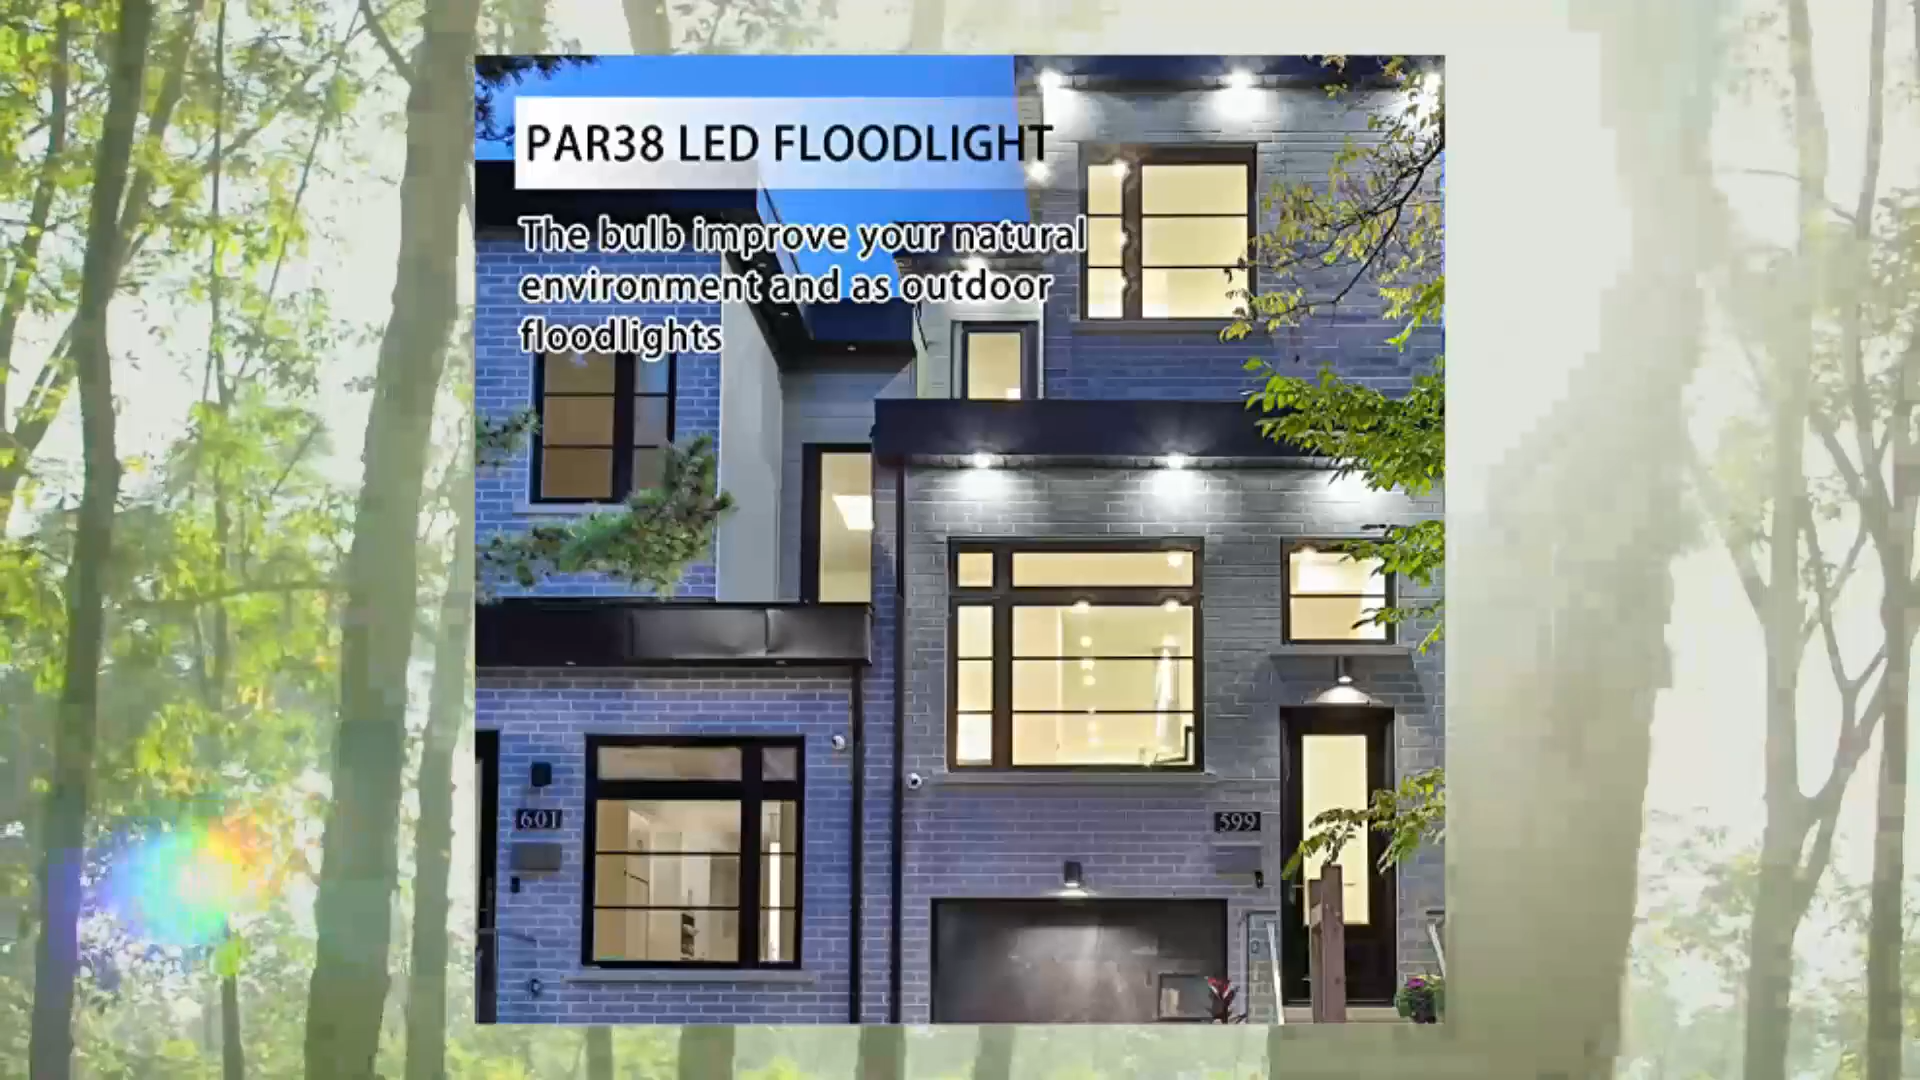 PAR38 LED FLOODLIGHT
The bulb improve your natural
environment and as outdoor
floodlights
601
599